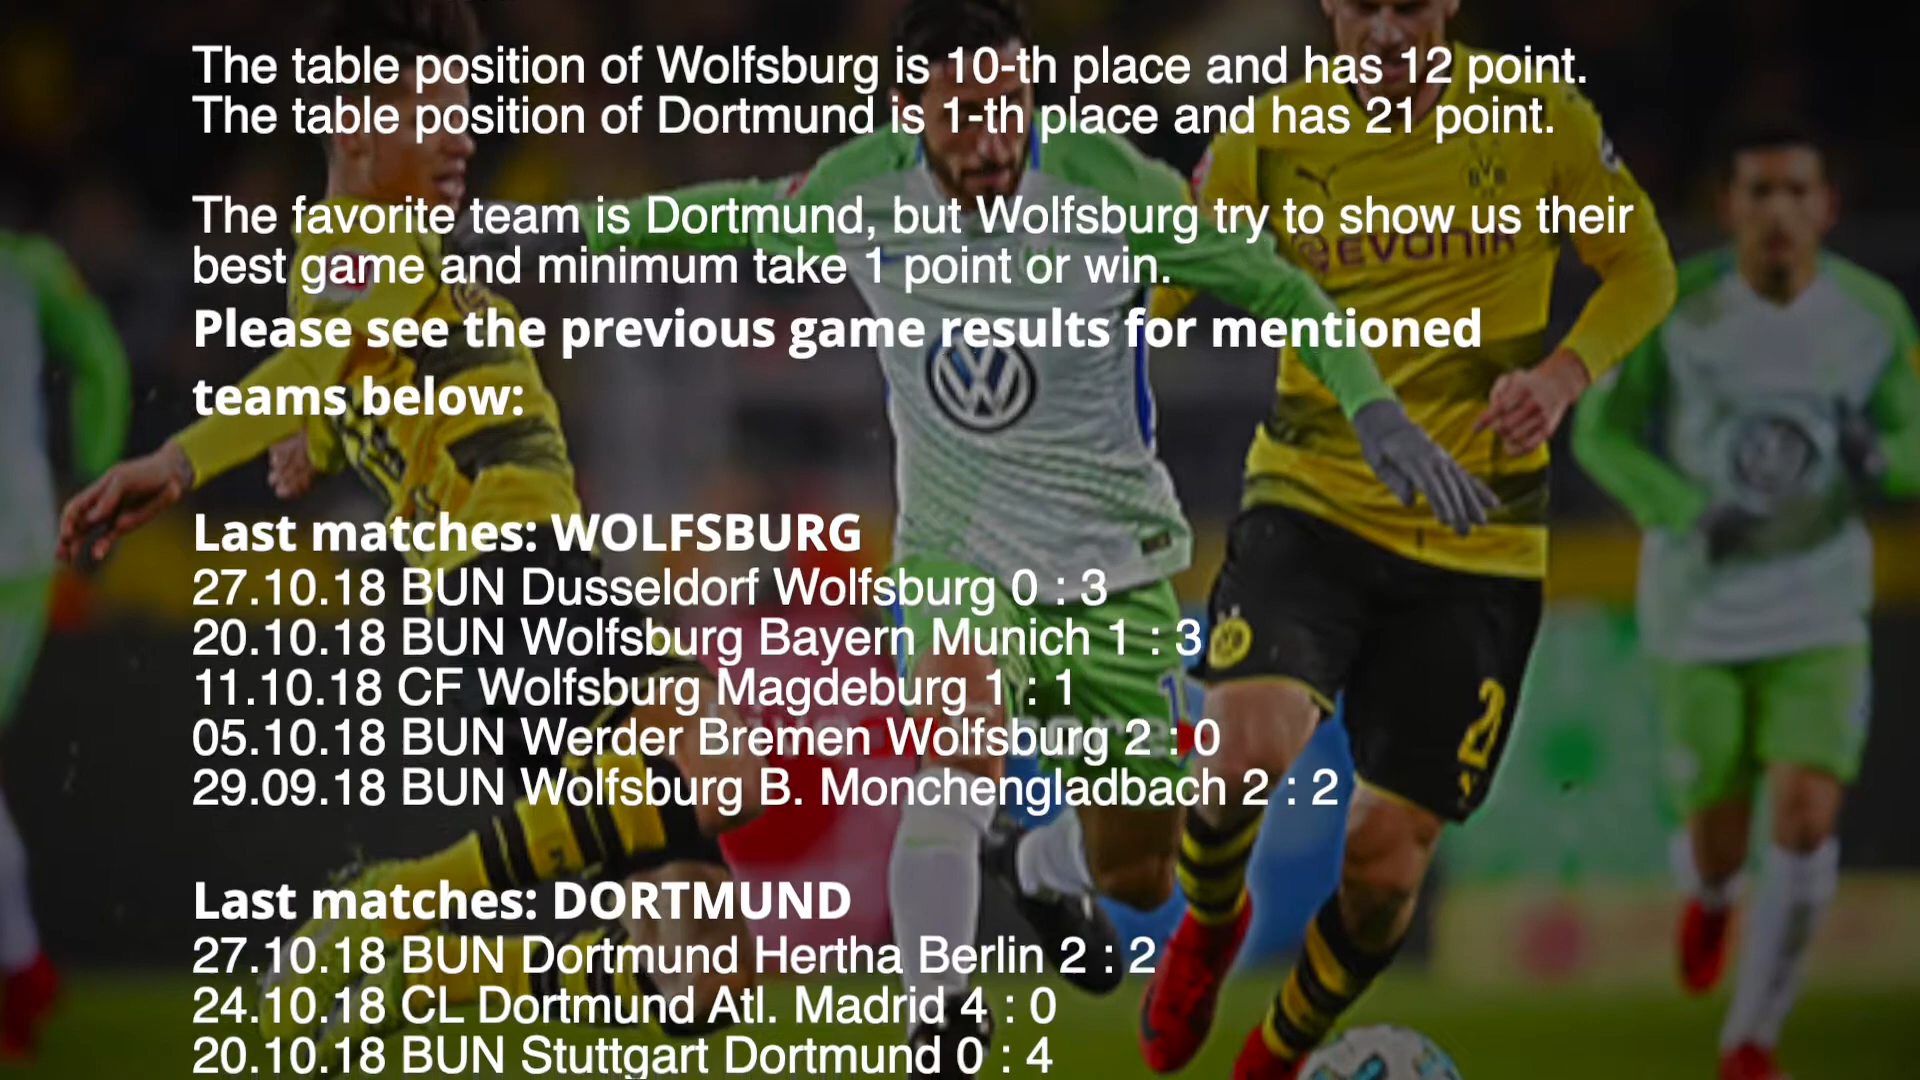 The table position of Wolfsburg is 10-th place and has 12 point.
The table position of Dortmund is 1-th place and has 21 point.
The favorite team is Dortmund, but Wolfsburg try to show us their
best game and minimum take 1 point or win.
Please see the previous game results for mentioned
teams below:
Last matches: WOLFSBURG
27.10.18 BUN Dusseldorf Wolfsburg 0 : 3
20.10.18 BUN Wolfsburg Bayern Munich 1 : 3
11.10.18 CF Wolfsburg Magdeburg 1 : 1
05.10.18 BUN Werder Bremen Wolfsburg 2 : 0
29.09.18 BUN Wolfsburg B. Monchengladbach 2 : 2
Last matches: DORTMUND
27.10.18 BUN Dortmund Hertha Berlin 2 : 2
24.10.18 CL Dortmund Atl. Madrid 4 : 0
20.10.18 BUN Stuttgart Dortmund 0 : 4
EVONIK
BVB